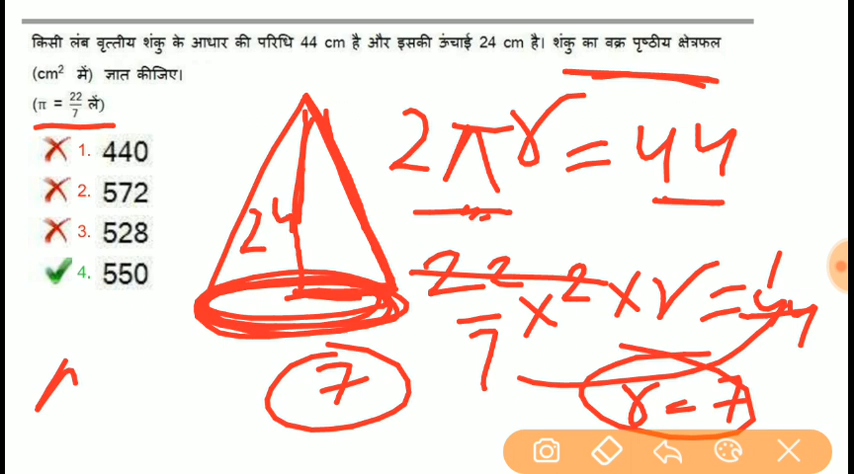 किसी लंब वृत्तीय शंकु के आधार की परिधि 44 cm है और इसकी ऊंचाई 24 cm है। शंकु का वक्र पृष्ठीय क्षेत्रफल
(cm² में) ज्ञात कीजिए।
(π = 22/7 लें)
1. 440
2. 572
3. 528
4. 550
2πr = 44
24
22/7 × 2 × r = 44
7
r = 7